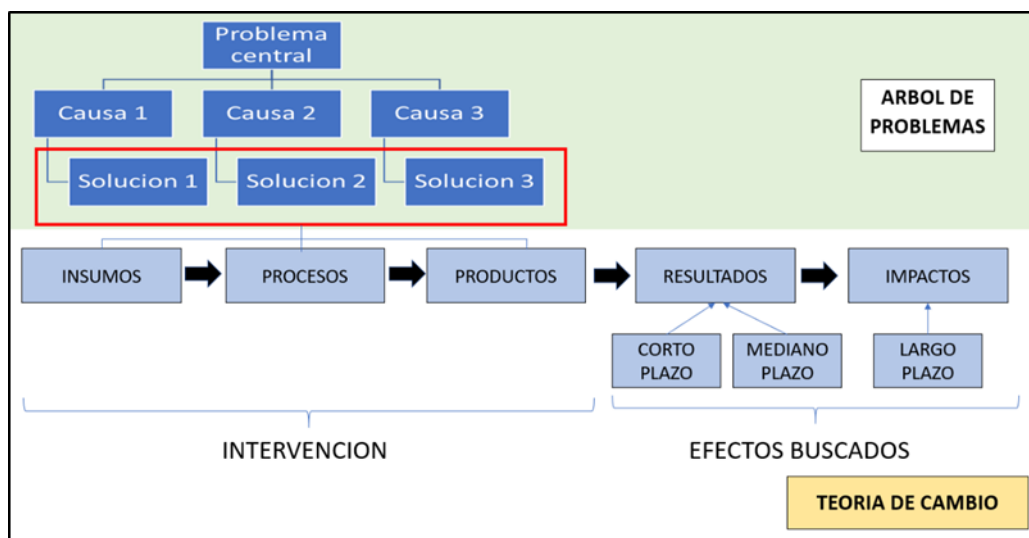 Problema
central
Causa 1
Causa 2
Causa 3
ARBOL DE
PROBLEMAS
Solucion 1
Solucion 2
Solucion 3
INSUMOS
PROCESOS
PRODUCTOS
RESULTADOS
IMPACTOS
CORTO
PLAZO
MEDIANO
PLAZO
LARGO
PLAZO
INTERVENCION
EFECTOS BUSCADOS
TEORIA DE CAMBIO